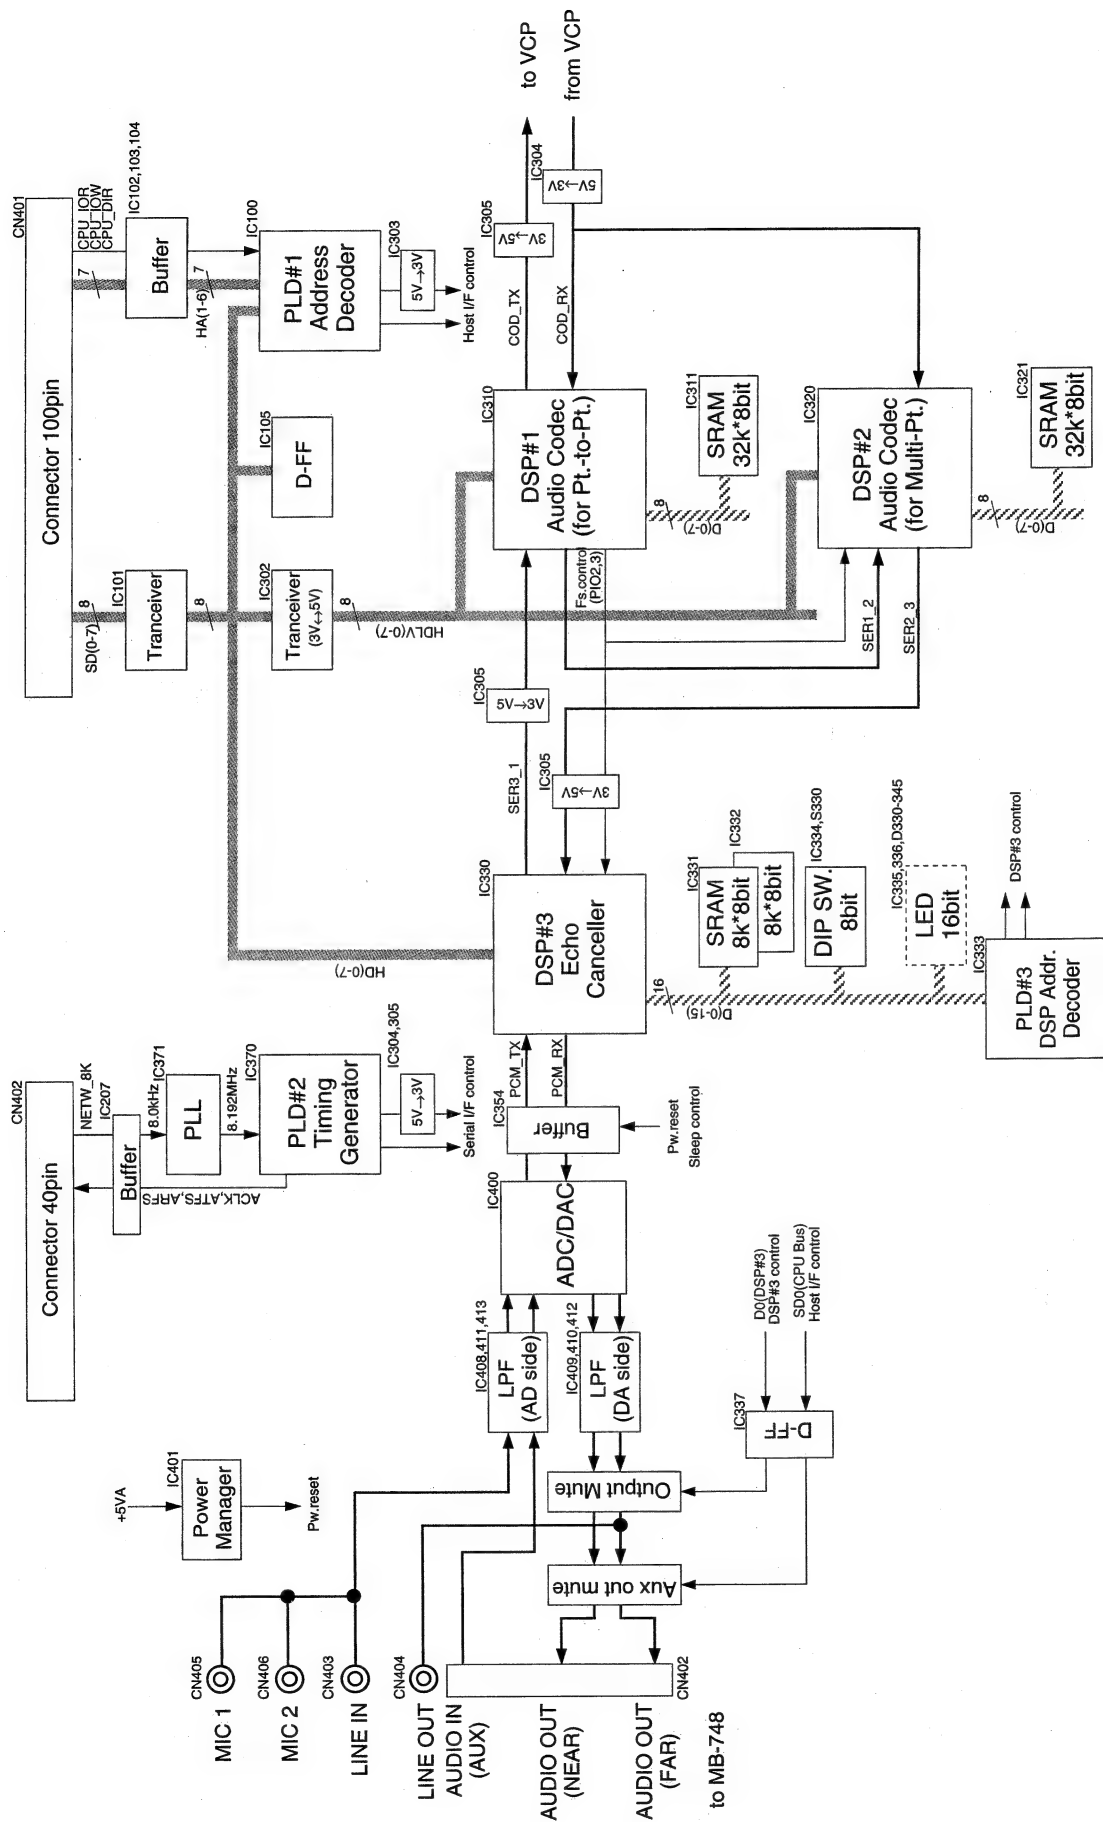 CN401
Connector 100pin
SD(0-7)
8
IC101
Tranceiver
8
IC302
Tranceiver
(3V↔5V)
8
HDLV(0-7)
IC105
D-FF
7
CPU_IOR
CPU_IOW
CPU_DIR
IC102,103,104
Buffer
HA(1-6)
7
IC100
PLD#1
Address
Decoder
IC303
5V→3V
Host I/F control
HD(0-7)
CN402
Connector 40pin
NETW_8K
IC207
Buffer
8.0kHz
IC371
PLL
8.192MHz
ACLK,ATFS,ARFS
IC370
PLD#2
Timing
Generator
IC304,305
5V→3V
Serial I/F control
+5VA
IC401
Power
Manager
Pw.reset
CN405
MIC 1
CN406
MIC 2
CN403
LINE IN
CN404
LINE OUT
AUDIO IN
(AUX)
AUDIO OUT
(NEAR)
AUDIO OUT
(FAR)
CN402
to MB-748
Aux out mute
Output Mute
IC408,411,413
LPF
(AD side)
IC409,410,412
LPF
(DA side)
IC337
D-FF
D0(DSP#3)
DSP#3 control
SD0(CPU Bus)
Host I/F control
IC400
ADC/DAC
IC354
Buffer
Pw.reset
Sleep control
PCM_TX
PCM_RX
IC330
DSP#3
Echo
Canceller
16
D(0-15)
IC331
SRAM
8k*8bit
IC332
8k*8bit
IC334,S330
DIP SW.
8bit
IC335,336,D330-345
LED
16bit
IC333
PLD#3
DSP Addr.
Decoder
DSP#3 control
SER3_1
IC305
3V→5V
IC305
3V→5V
Fs.control
(PIO2,3)
IC310
DSP#1
Audio Codec
(for Pt.-to-Pt.)
8
D(0-7)
IC311
SRAM
32k*8bit
SER1_2
SER2_3
IC320
DSP#2
Audio Codec
(for Multi-Pt.)
8
D(0-7)
IC321
SRAM
32k*8bit
COD_TX
COD_RX
IC305
3V→5V
IC304
5V→3V
to VCP
from VCP